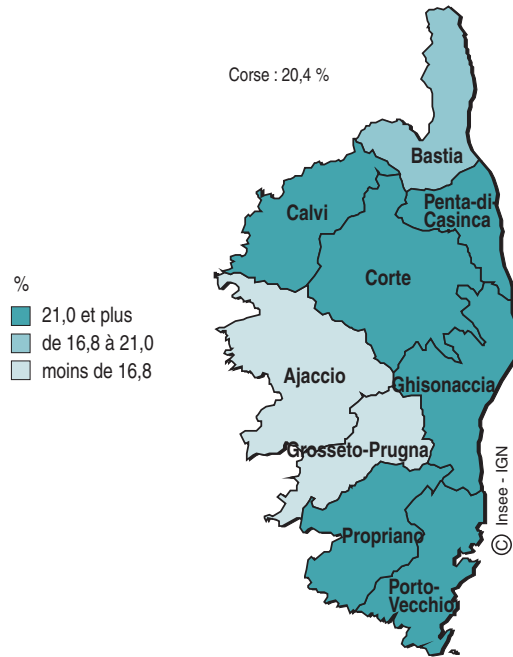 Corse : 20,4 %
Bastia
Penta-di-
Casinca
Calvi
Corte
%
21,0 et plus
de 16,8 à 21,0
moins de 16,8
Ajaccio
Ghisonaccia
Grosseto-Prugna
© Insee - IGN
Propriano
Porto-
Vecchio